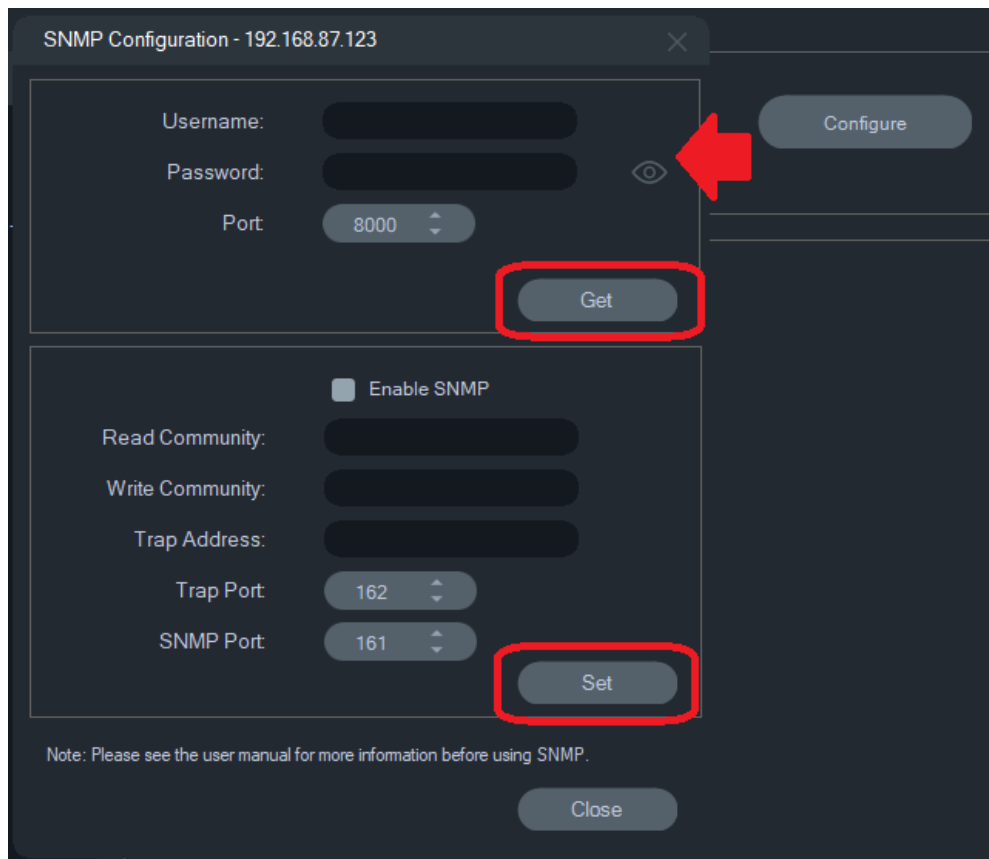 SNMP Configuration - 192.168.87.123
Username:
Configure
Password:
Port:
8000
Get
Enable SNMP
Read Community:
Write Community:
Trap Address:
Trap Port:
162
SNMP Port:
161
Set
Note: Please see the user manual for more information before using SNMP.
Close